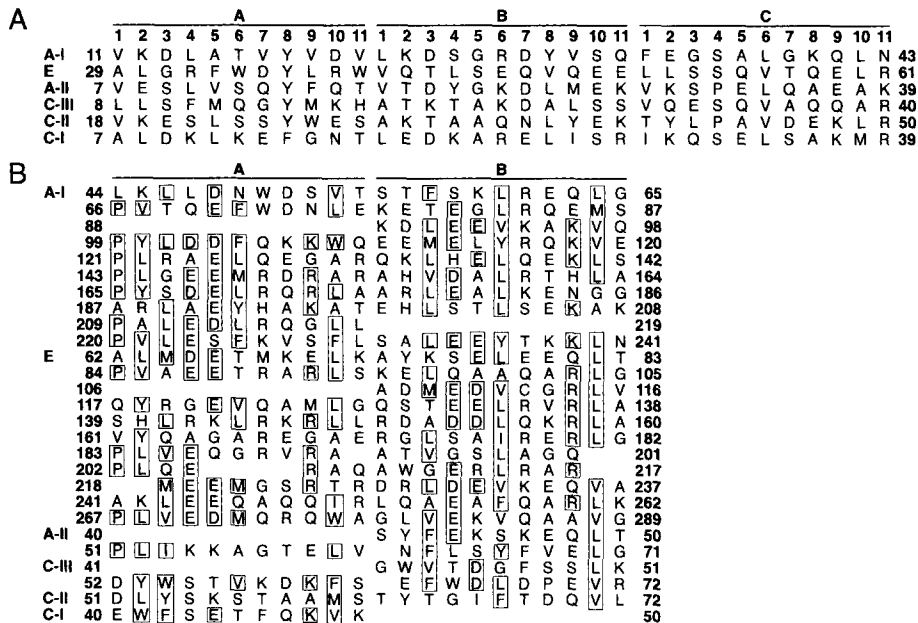 A
A B C
1 2 3 4 5 6 7 8 9 10 11 1 2 3 4 5 6 7 8 9 10 11 1 2 3 4 5 6 7 8 9 10 11
A-I 11 V K D L A T V Y V D V L K D S G R D Y V S Q F E G S A L G K Q L N 43
E 29 A L G R F W D Y L R W V Q T L S E Q V Q E E L L S S Q V T Q E L R 61
A-II 7 V E S L V S Q Y F Q T V T D Y G K D L M E K V K S P E L Q A E A K 39
C-III 8 L L S F M Q G Y M K H A T K T A K D A L S S V Q E S Q V A Q Q A R 40
C-II 18 V K E S L S S Y W E S A K T A A Q N L Y E K T Y L P A V D E K L R 50
C-I 7 A L D K L K E F G N T L E D K A R E L I S R I K Q S E L S A K M R 39
B
A B
A-I 44 L K L L D N W D S V T S T F S K L R E Q L G 65
66 P V T Q E F W D N L E K E T E G L R Q E M S 87
88 K D L E E V K A K V Q 98
99 P Y L D D F Q K K W Q E E M E L Y R Q K V E 120
121 P L R A E L Q E G A R Q K L H E L Q E K L S 142
143 P L G E E M R D R A R A H V D A L R T H L A 164
165 P Y S D E L R Q R L A A R L E A L K E N G G 186
187 A R L A E Y H A K A T E H L S T L S E K A K 208
209 P A L E D L R Q G L L 219
220 P V L E S F K V S F L S A L E E Y T K K L N 241
E 62 A L M D E T M K E L K A Y K S E L E E Q L T 83
84 P V A E E T R A R L S K E L Q A A Q A R L G 105
106 A D M E D V C G R L V 116
117 Q Y R G E V Q A M L G Q S T E E L R V R L A 138
139 S H L R K L R K R L L R D A D D L Q K R L A 160
161 V Y Q A G A R E G A E R G L S A I R E R L G 182
183 P L V E Q G R V R A A T V G S L A G Q 201
202 P L Q E R A Q A W G E R L R A R 217
218 M E E M G S R T R D R L D E V K E Q V A 237
241 A K L E E Q A Q Q I R L Q A E A F Q A R L K 262
267 P L V E D M Q R Q W A G L V E K V Q A A V G 289
A-II 40 S Y F E K S K E Q L T 50
51 P L I K K A G T E L V N F L S Y F V E L G 71
C-III 41 G W V T D G F S S L K 51
52 D Y W S T V K D K F S E F W D L D P E V R 72
C-II 51 D L Y S K S T A A M S T Y T G I F T D Q V L 72
C-I 40 E W F S E T F Q K V K 50